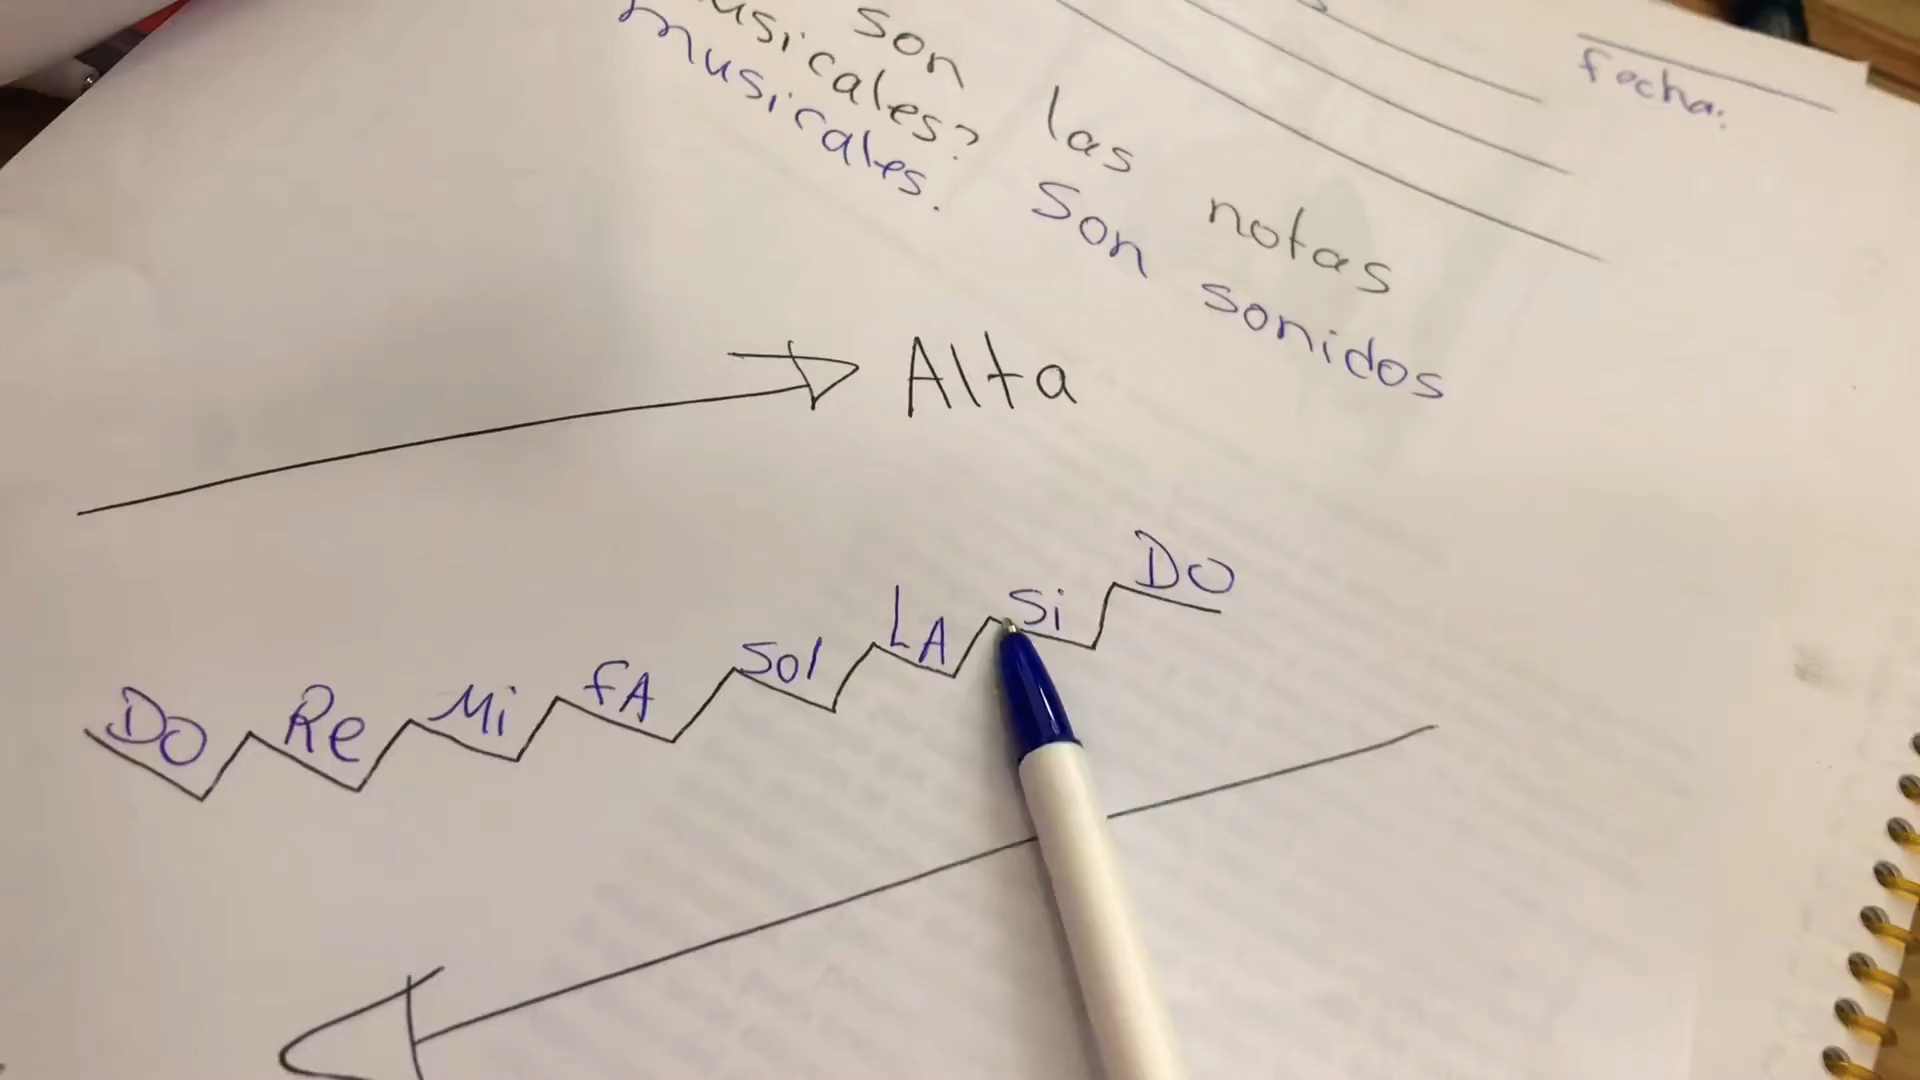 fecha:
son las notas
musicales? Son sonidos
musicales.
Alta
Do Re Mi fA Sol LA Si DO